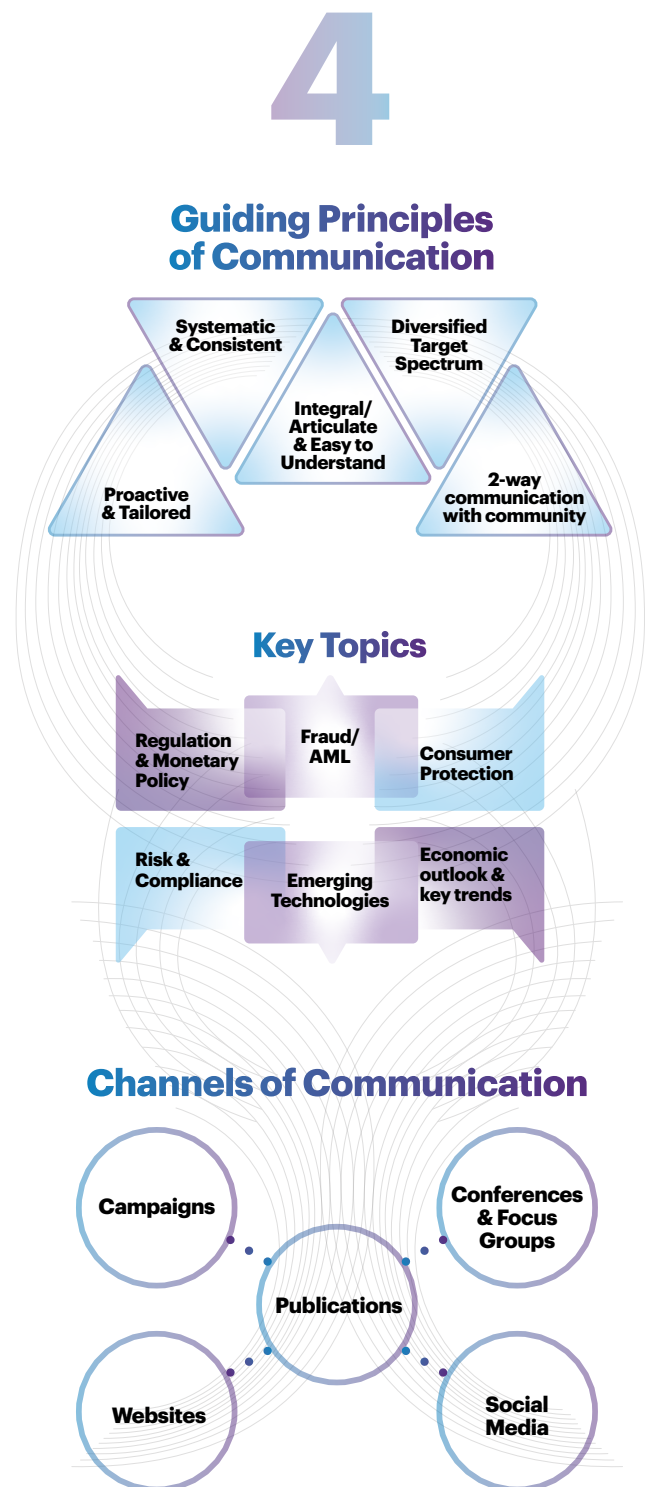 4
Guiding Principles
of Communication
Systematic
& Consistent
Diversified
Target
Spectrum
Integral/
Articulate
& Easy to
Understand
Proactive
& Tailored
2-way
communication
with community
Key Topics
Regulation
& Monetary
Policy
Fraud/
AML
Consumer
Protection
Risk &
Compliance
Emerging
Technologies
Economic
outlook &
key trends
Channels of Communication
Campaigns
Conferences
& Focus
Groups
Publications
Websites
Social
Media